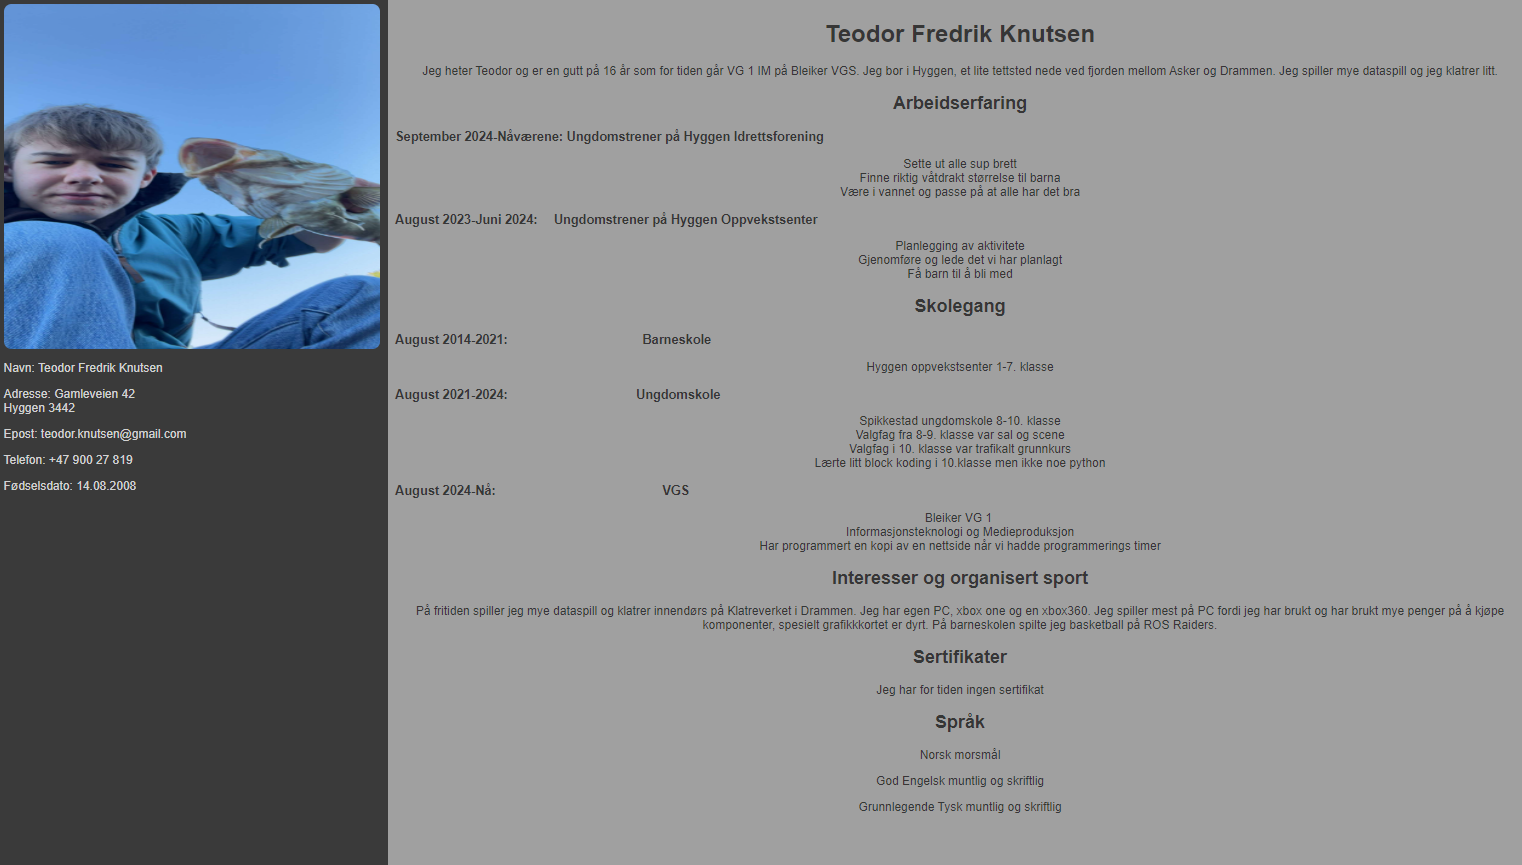 Navn: Teodor Fredrik Knutsen
Adresse: Gamleveien 42
Hyggen 3442
Epost: teodor.knutsen@gmail.com
Telefon: +47 900 27 819
Fødselsdato: 14.08.2008
Teodor Fredrik Knutsen
Jeg heter Teodor og er en gutt på 16 år som for tiden går VG 1 IM på Bleiker VGS. Jeg bor i Hyggen, et lite tettsted nede ved fjorden mellom Asker og Drammen. Jeg spiller mye dataspill og jeg klatrer litt.
Arbeidserfaring
September 2024-Nåværene: Ungdomstrener på Hyggen Idrettsforening
Sette ut alle sup brett
Finne riktig våtdrakt størrelse til barna
Være i vannet og passe på at alle har det bra
August 2023-Juni 2024: Ungdomstrener på Hyggen Oppvekstsenter
Planlegging av aktivitete
Gjenomføre og lede det vi har planlagt
Få barn til å bli med
Skolegang
August 2014-2021: Barneskole
Hyggen oppvekstsenter 1-7. klasse
August 2021-2024: Ungdomskole
Spikkestad ungdomskole 8-10. klasse
Valgfag fra 8-9. klasse var sal og scene
Valgfag i 10. klasse var trafikalt grunnkurs
Lærte litt block koding i 10.klasse men ikke noe python
August 2024-Nå: VGS
Bleiker VG 1
Informasjonsteknologi og Medieproduksjon
Har programmert en kopi av en nettside når vi hadde programmerings timer
Interesser og organisert sport
På fritiden spiller jeg mye dataspill og klatrer innendørs på Klatreverket i Drammen. Jeg har egen PC, xbox one og en xbox360. Jeg spiller mest på PC fordi jeg har brukt og har brukt mye penger på å kjøpe
komponenter, spesielt grafikkkortet er dyrt. På barneskolen spilte jeg basketball på ROS Raiders.
Sertifikater
Jeg har for tiden ingen sertifikat
Språk
Norsk morsmål
God Engelsk muntlig og skriftlig
Grunnlegende Tysk muntlig og skriftlig